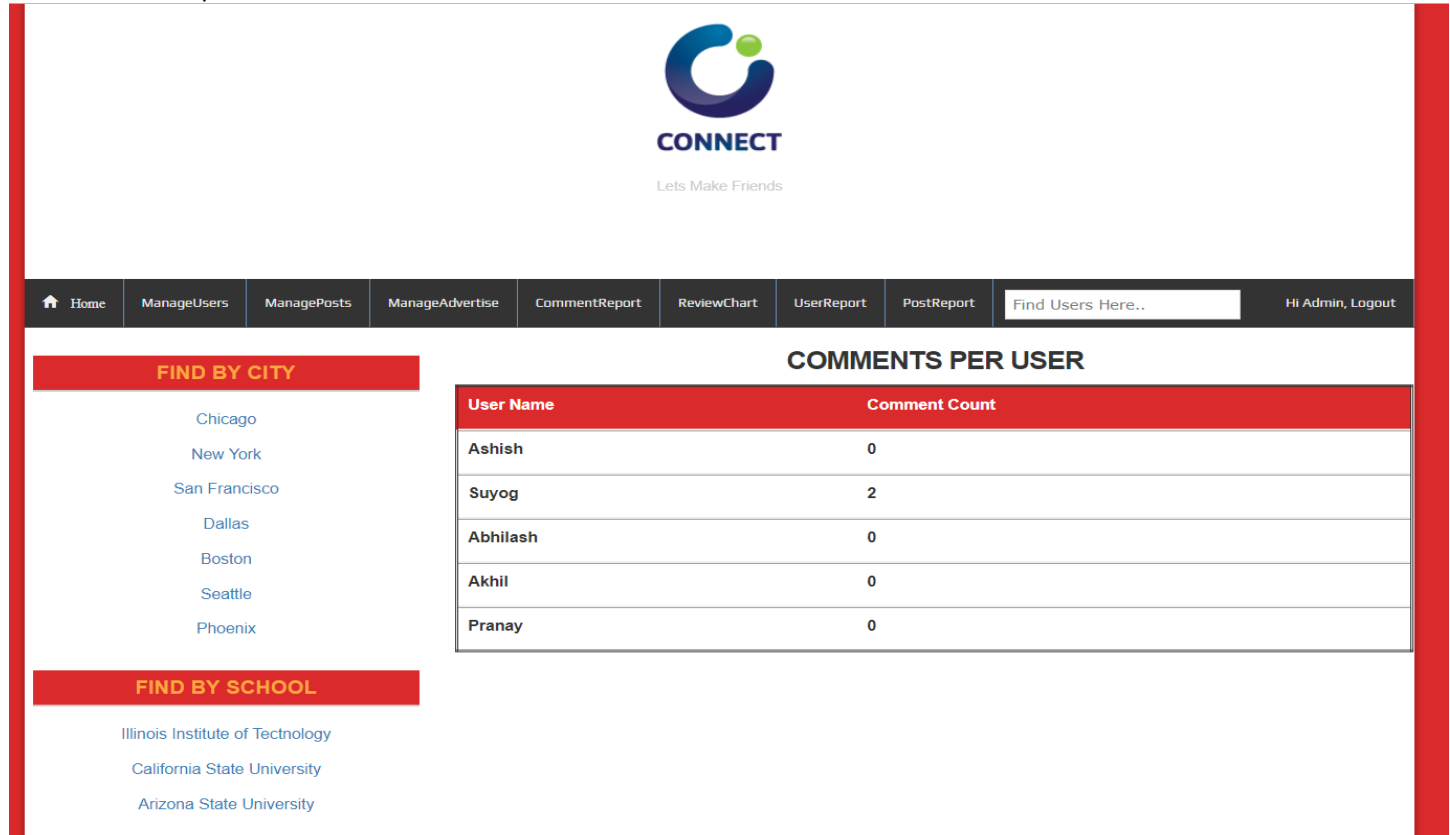 CONNECT
Lets Make Friends
Home ManageUsers ManagePosts ManageAdvertise CommentReport ReviewChart UserReport PostReport Find Users Here.. Hi Admin, Logout
FIND BY CITY
Chicago
New York
San Francisco
Dallas
Boston
Seattle
Phoenix
FIND BY SCHOOL
Illinois Institute of Tectnology
California State University
Arizona State University
COMMENTS PER USER
User Name Comment Count
Ashish 0
Suyog 2
Abhilash 0
Akhil 0
Pranay 0